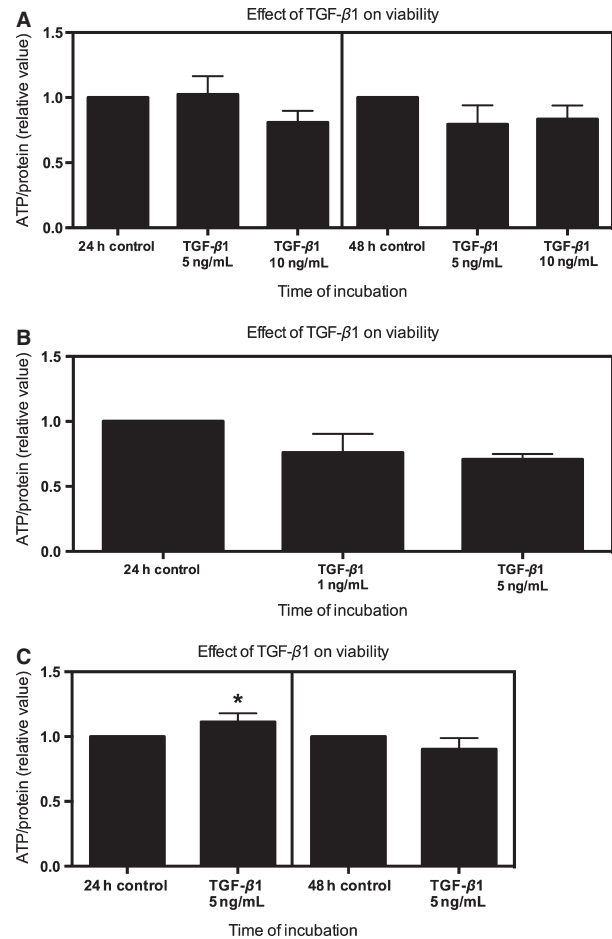 A
Effect of TGF-β1 on viability
ATP/protein (relative value)
1.5
1.0
0.5
0.0
24 h control
TGF-β1
5 ng/mL
TGF-β1
10 ng/mL
48 h control
TGF-β1
5 ng/mL
TGF-β1
10 ng/mL
Time of incubation
B
Effect of TGF-β1 on viability
ATP/protein (relative value)
1.5
1.0
0.5
0.0
24 h control
TGF-β1
1 ng/mL
TGF-β1
5 ng/mL
Time of incubation
C
Effect of TGF-β1 on viability
ATP/protein (relative value)
1.5
1.0
0.5
0.0
*
24 h control
TGF-β1
5 ng/mL
48 h control
TGF-β1
5 ng/mL
Time of incubation